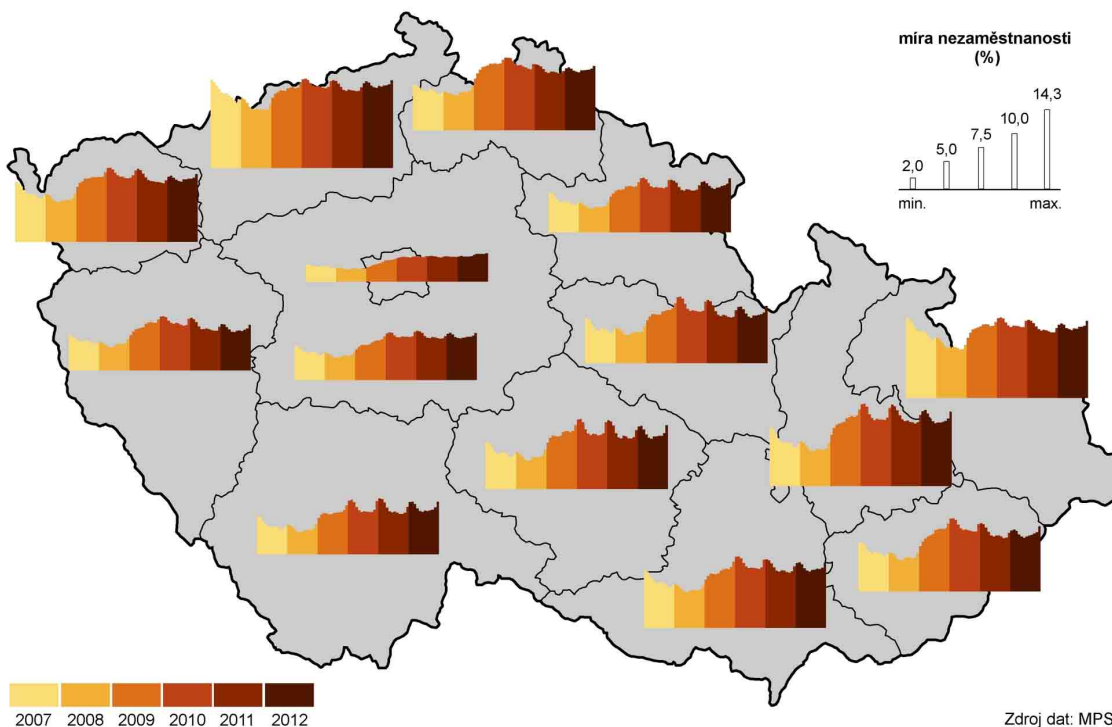 míra nezaměstnanosti
(%)
14,3
10,0
7,5
5,0
2,0
min.
max.
2007 2008 2009 2010 2011 2012
Zdroj dat: MPS